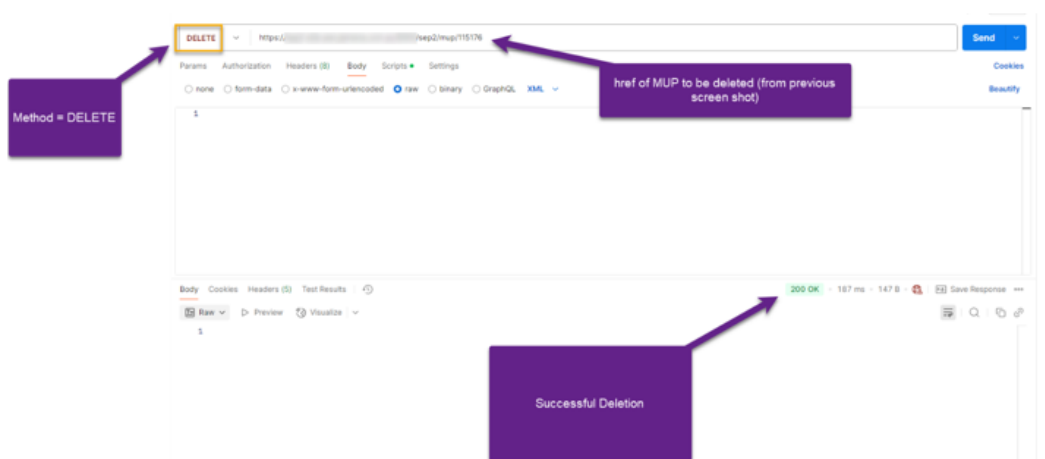 DELETE
https://
/sep2/mup/115176
Send
Params Authorization Headers (8) Body Scripts Settings
Cookies
none form-data x-www-form-urlencoded raw binary GraphQL XML
Beautify
href of MUP to be deleted (from previous
screen shot)
Method = DELETE
1
Body Cookies Headers (5) Test Results
200 OK 187 ms 147 B Save Response
Raw Preview Visualize
1
Successful Deletion